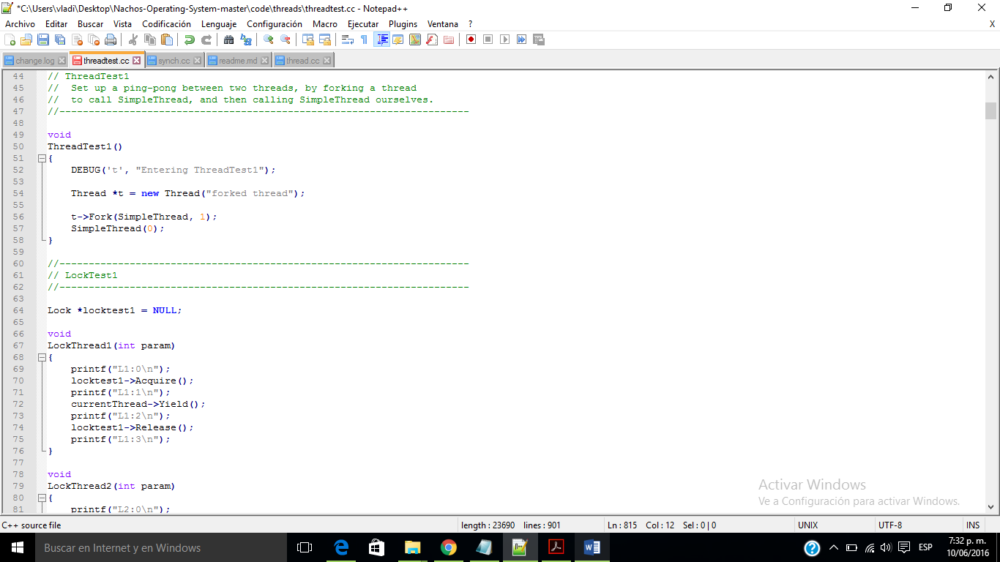 *C:\Users\vladi\Desktop\Nachos-Operating-System-master\code\threads\threadtest.cc - Notepad++
Archivo Editar Buscar Vista Codificación Lenguaje Configuración Macro Ejecutar Plugins Ventana ? X
change.log threadtest.cc synch.cc readme.md thread.cc
44 // ThreadTest1
45 // Set up a ping-pong between two threads, by forking a thread
46 // to call SimpleThread, and then calling SimpleThread ourselves.
47 //----------------------------------------------------------------------
48
49 void
50 ThreadTest1()
51 {
52 DEBUG('t', "Entering ThreadTest1");
53
54 Thread *t = new Thread("forked thread");
55
56 t->Fork(SimpleThread, 1);
57 SimpleThread(0);
58 }
59
60 //----------------------------------------------------------------------
61 // LockTest1
62 //----------------------------------------------------------------------
63
64 Lock *locktest1 = NULL;
65
66 void
67 LockThread1(int param)
68 {
69 printf("L1:0\n");
70 locktest1->Acquire();
71 printf("L1:1\n");
72 currentThread->Yield();
73 printf("L1:2\n");
74 locktest1->Release();
75 printf("L1:3\n");
76 }
77
78 void
79 LockThread2(int param)
80 {
81 printf("L2:0\n");
Activar Windows
Ve a Configuración para activar Windows.
C++ source file length : 23690 lines : 901 Ln : 815 Col : 12 Sel : 0 | 0 UNIX UTF-8 INS
Buscar en Internet y en Windows ESP 7:32 p. m.
10/06/2016